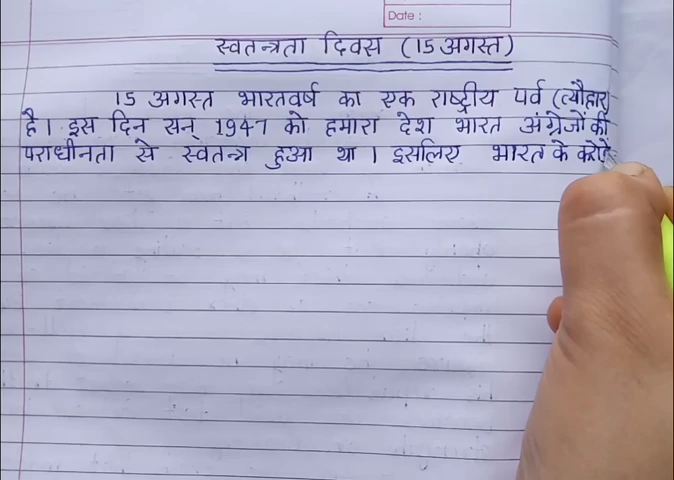 Date :
स्वतन्त्रता दिवस (15 अगस्त)
15 अगस्त भारतवर्ष का एक राष्ट्रीय पर्व (त्यौहार)
है। इस दिन सन् 1947 को हमारा देश भारत अंग्रेजों की
पराधीनता से स्वतन्त्र हुआ था । इसलिए भारत के